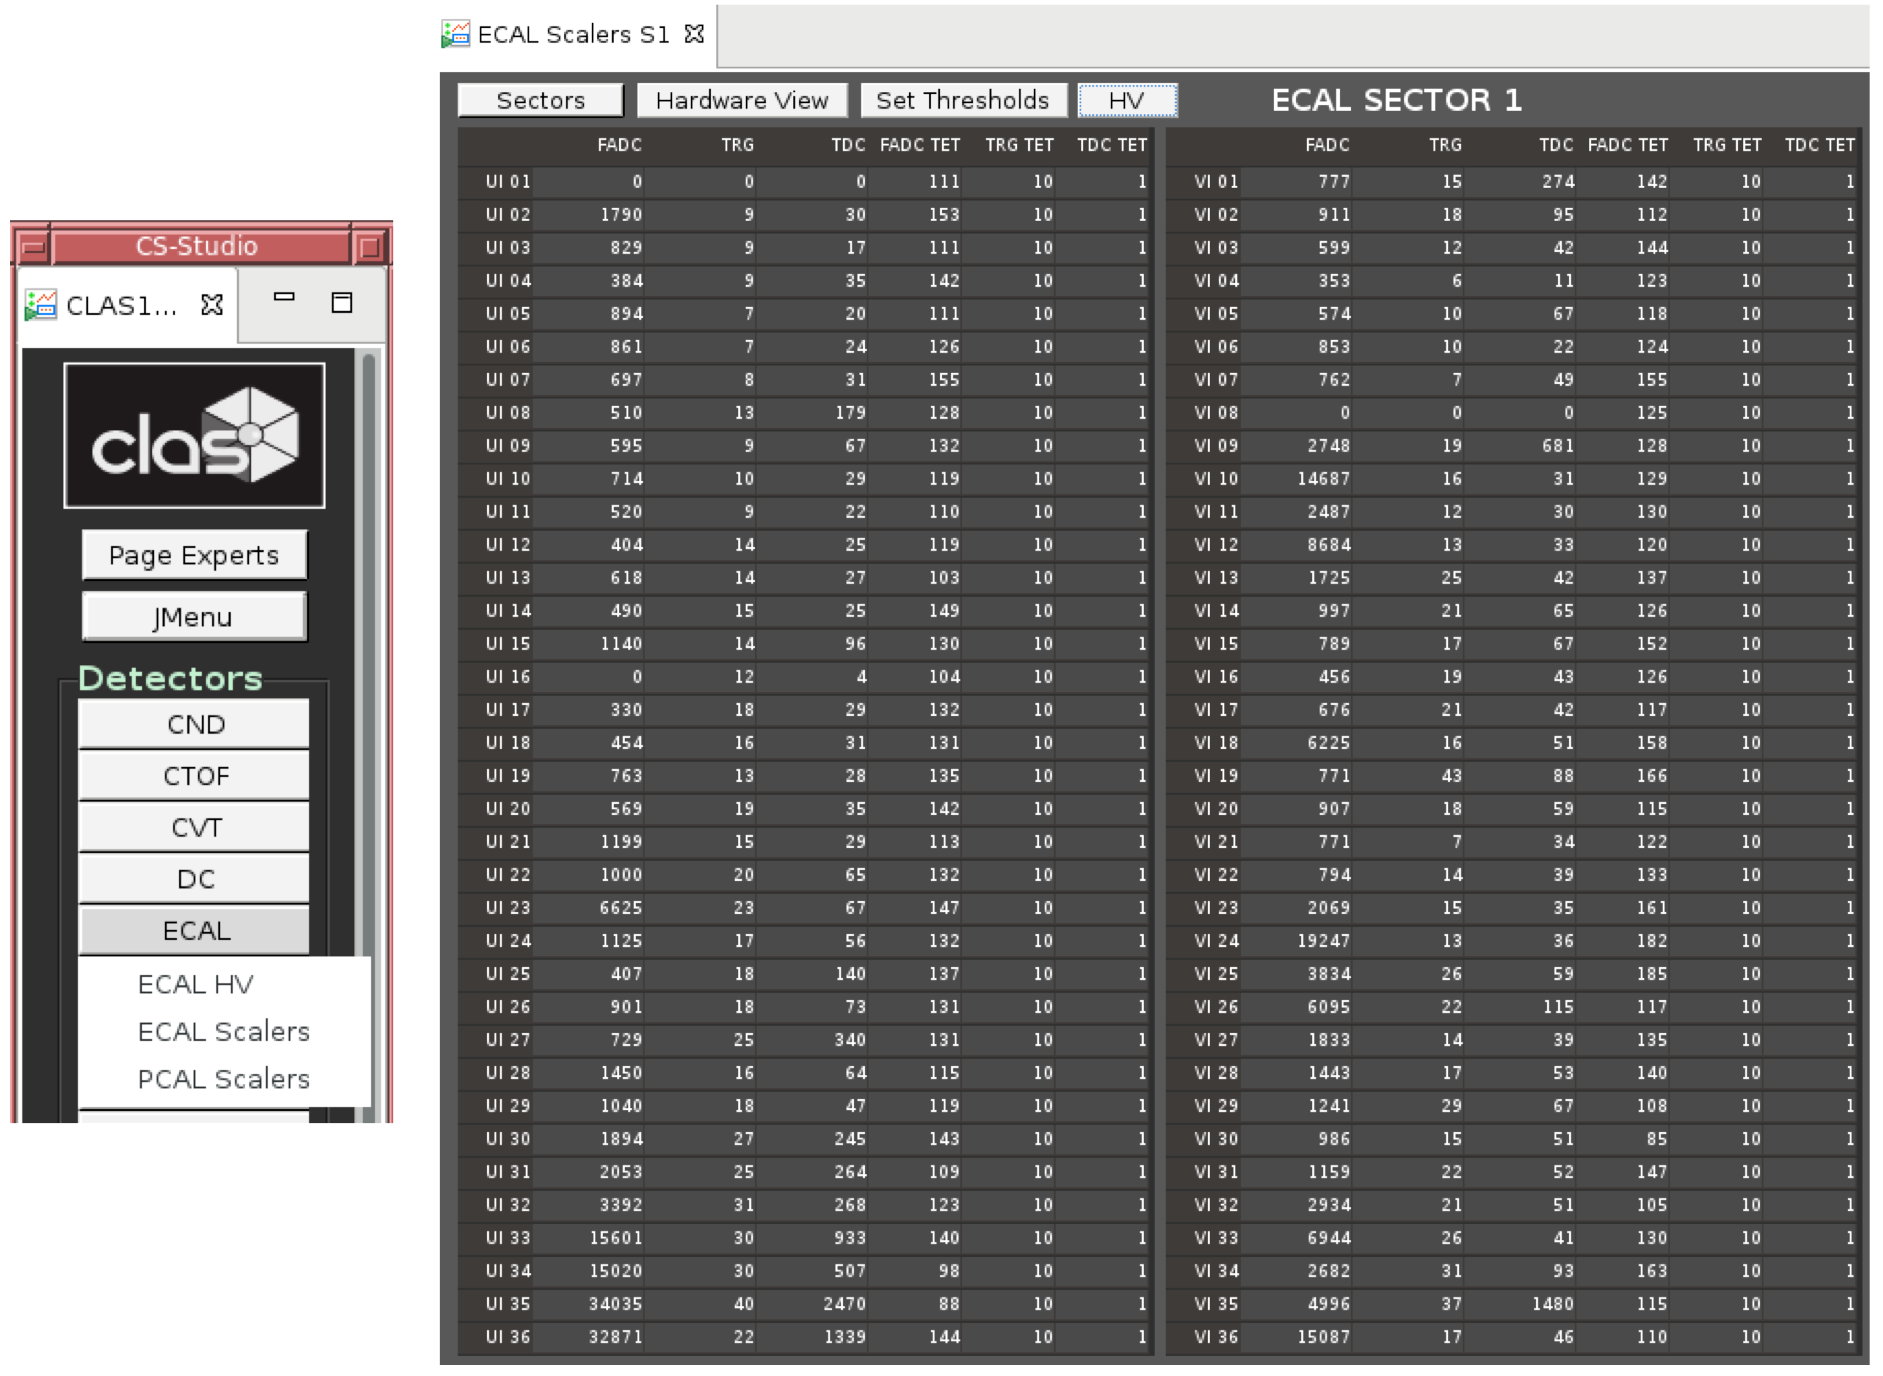 CS-Studio
CLAS1...
clas
Page Experts
JMenu
Detectors
CND
CTOF
CVT
DC
ECAL
ECAL HV
ECAL Scalers
PCAL Scalers
ECAL Scalers S1
Sectors Hardware View Set Thresholds HV ECAL SECTOR 1
FADC TRG TDC FADC TET TRG TET TDC TET FADC TRG TDC FADC TET TRG TET TDC TET
UI 01 0 0 0 111 10 1 VI 01 777 15 274 142 10 1
UI 02 1790 9 30 153 10 1 VI 02 911 18 95 112 10 1
UI 03 829 9 17 111 10 1 VI 03 599 12 42 144 10 1
UI 04 384 9 35 142 10 1 VI 04 353 6 11 123 10 1
UI 05 894 7 20 111 10 1 VI 05 574 10 67 118 10 1
UI 06 861 7 24 126 10 1 VI 06 853 10 22 124 10 1
UI 07 697 8 31 155 10 1 VI 07 762 7 49 155 10 1
UI 08 510 13 179 128 10 1 VI 08 0 0 0 125 10 1
UI 09 595 9 67 132 10 1 VI 09 2748 19 681 128 10 1
UI 10 714 10 29 119 10 1 VI 10 14687 16 31 129 10 1
UI 11 520 9 22 110 10 1 VI 11 2487 12 30 130 10 1
UI 12 404 14 25 119 10 1 VI 12 8684 13 33 120 10 1
UI 13 618 14 27 103 10 1 VI 13 1725 25 42 137 10 1
UI 14 490 15 25 149 10 1 VI 14 997 21 65 126 10 1
UI 15 1140 14 96 130 10 1 VI 15 789 17 67 152 10 1
UI 16 0 12 4 104 10 1 VI 16 456 19 43 126 10 1
UI 17 330 18 29 132 10 1 VI 17 676 21 42 117 10 1
UI 18 454 16 31 131 10 1 VI 18 6225 16 51 158 10 1
UI 19 763 13 28 135 10 1 VI 19 771 43 88 166 10 1
UI 20 569 19 35 142 10 1 VI 20 907 18 59 115 10 1
UI 21 1199 15 29 113 10 1 VI 21 771 7 34 122 10 1
UI 22 1000 20 65 132 10 1 VI 22 794 14 39 133 10 1
UI 23 6625 23 67 147 10 1 VI 23 2069 15 35 161 10 1
UI 24 1125 17 56 132 10 1 VI 24 19247 13 36 182 10 1
UI 25 407 18 140 137 10 1 VI 25 3834 26 59 185 10 1
UI 26 901 18 73 131 10 1 VI 26 6095 22 115 117 10 1
UI 27 729 25 340 131 10 1 VI 27 1833 14 39 135 10 1
UI 28 1450 16 64 115 10 1 VI 28 1443 17 53 140 10 1
UI 29 1040 18 47 119 10 1 VI 29 1241 29 67 108 10 1
UI 30 1894 27 245 143 10 1 VI 30 986 15 51 85 10 1
UI 31 2053 25 264 109 10 1 VI 31 1159 22 52 147 10 1
UI 32 3392 31 268 123 10 1 VI 32 2934 21 51 105 10 1
UI 33 15601 30 933 140 10 1 VI 33 6944 26 41 130 10 1
UI 34 15020 30 507 98 10 1 VI 34 2682 31 93 163 10 1
UI 35 34035 40 2470 88 10 1 VI 35 4996 37 1480 115 10 1
UI 36 32871 22 1339 144 10 1 VI 36 15087 17 46 110 10 1